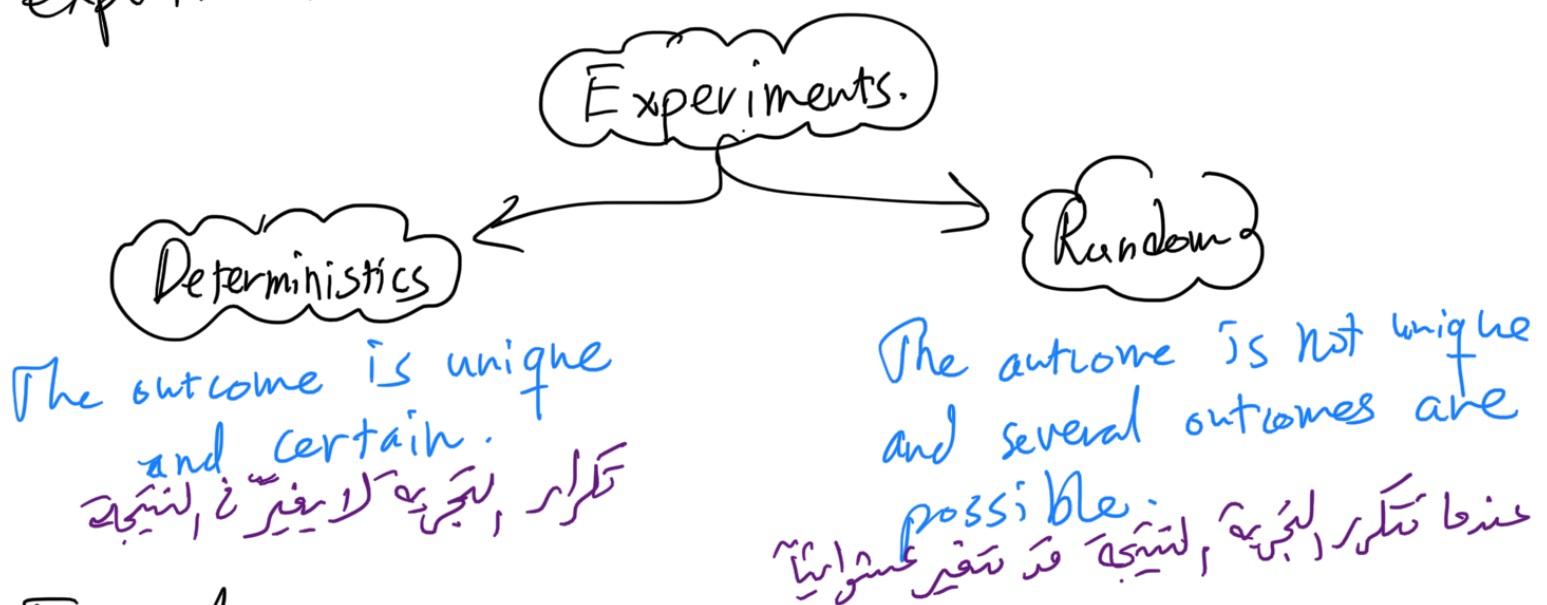 Experiments.
Deterministics
Random
The outcome is unique
and certain.
تكرار التجربة لا يغير في النتيجة
The outcome is not unique
and several outcomes are
possible.
عندما تتكرر التجربة النتيجة قد تتغير عشوائياً